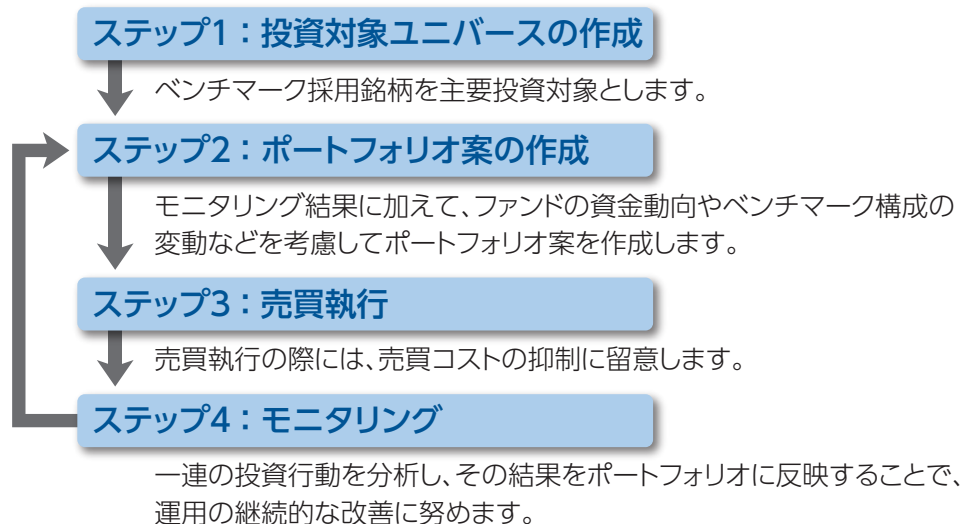 ステップ1：投資対象ユニバースの作成
ベンチマーク採用銘柄を主要投資対象とします。
ステップ2：ポートフォリオ案の作成
モニタリング結果に加えて、ファンドの資金動向やベンチマーク構成の
変動などを考慮してポートフォリオ案を作成します。
ステップ3：売買執行
売買執行の際には、売買コストの抑制に留意します。
ステップ4：モニタリング
一連の投資行動を分析し、その結果をポートフォリオに反映することで、
運用の継続的な改善に努めます。